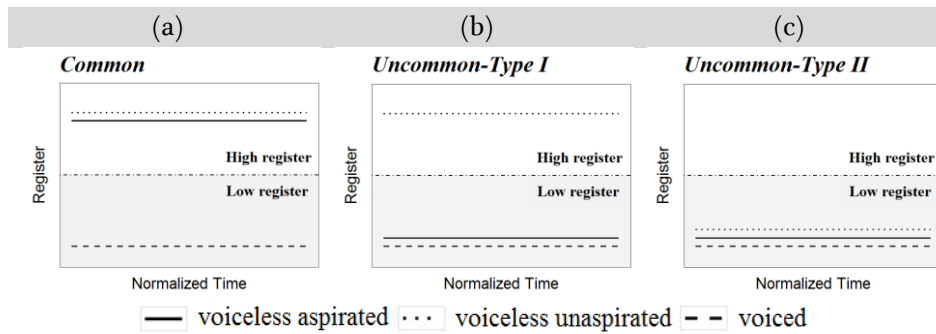 (a) (b) (c)
Common Uncommon-Type I Uncommon-Type II
Register High register Register High register Register High register
Low register Low register Low register
Normalized Time Normalized Time Normalized Time
voiceless aspirated voiceless unaspirated voiced